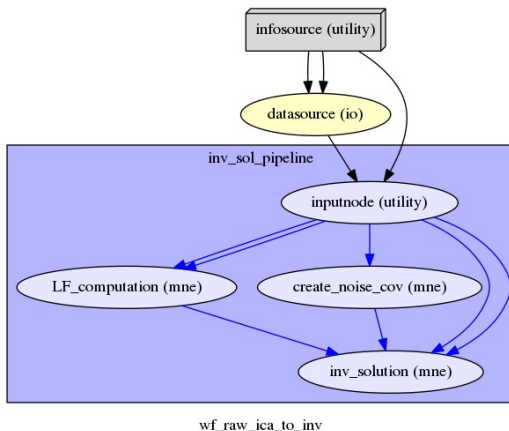 infosource (utility)
datasource (io)
inv_sol_pipeline
inputnode (utility)
LF_computation (mne)
create_noise_cov (mne)
inv_solution (mne)
wf_raw_ica_to_inv